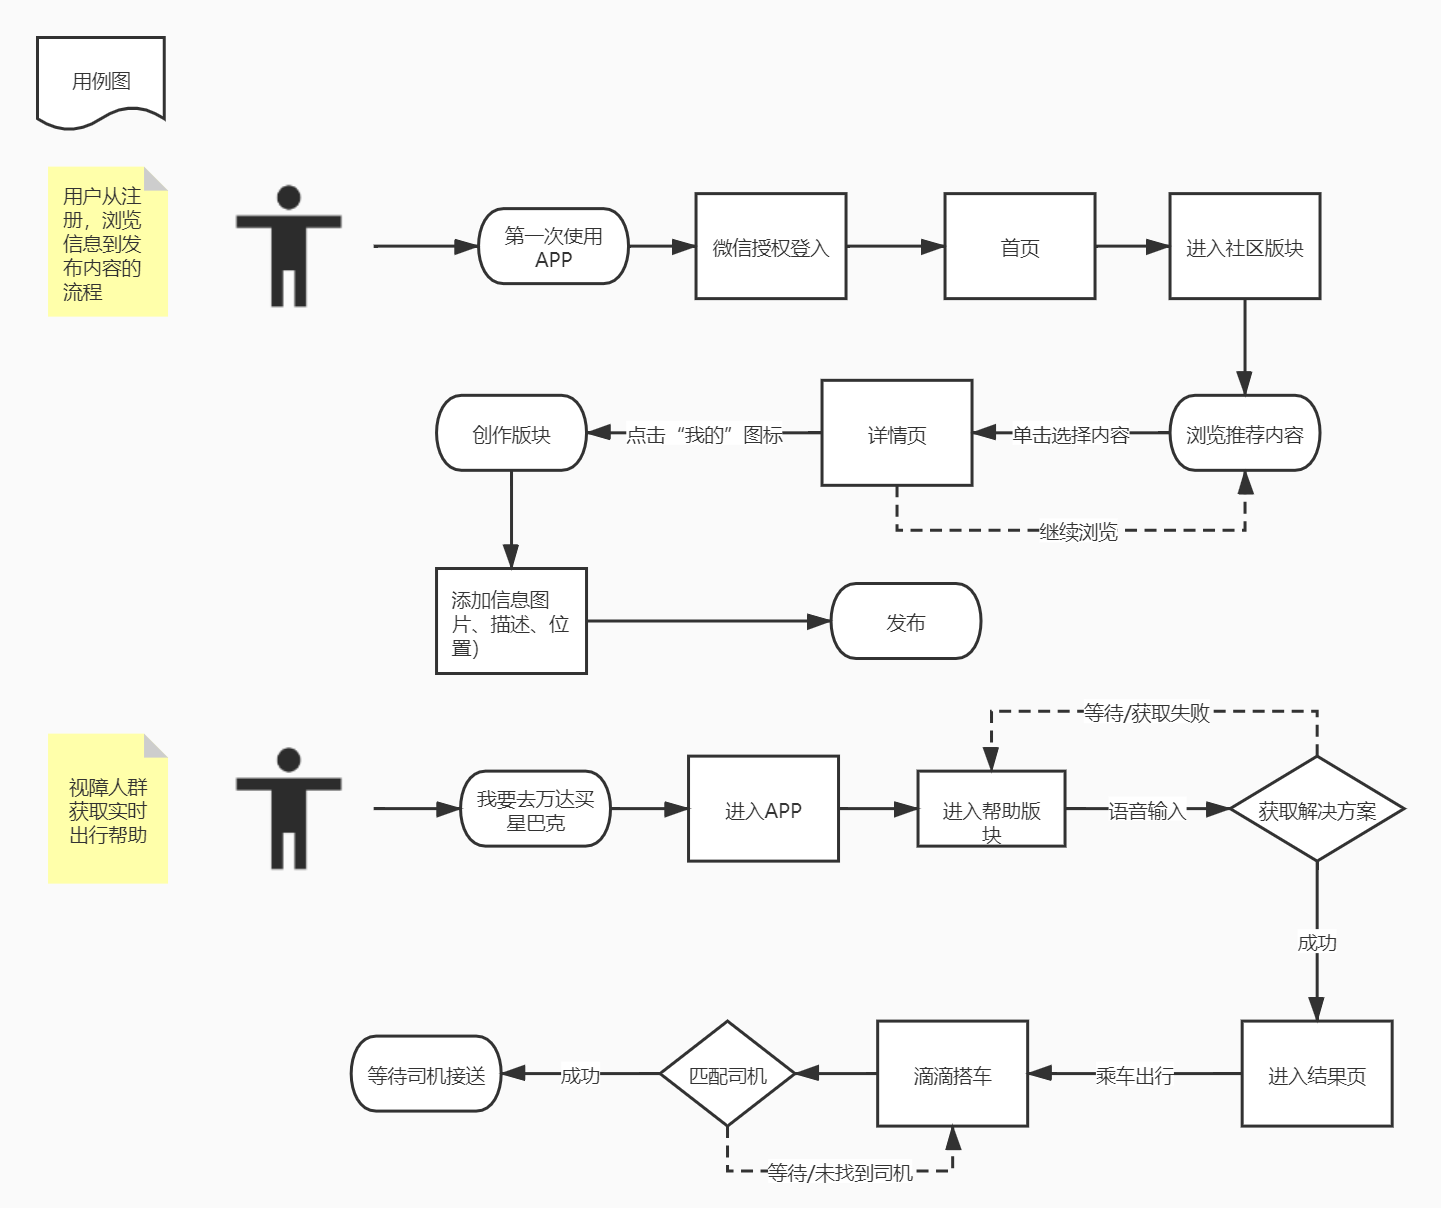 用例图
用户从注
册，浏览
信息到发
布内容的
流程
第一次使用
APP
微信授权登入
首页
进入社区版块
创作版块
点击“我的”图标
详情页
单击选择内容
浏览推荐内容
继续浏览
添加信息图
片、描述、位
置）
发布
等待/获取失败
视障人群
获取实时
出行帮助
我要去万达买
星巴克
进入APP
进入帮助版
块
语音输入
获取解决方案
成功
等待司机接送
成功
匹配司机
滴滴搭车
乘车出行
进入结果页
等待/未找到司机